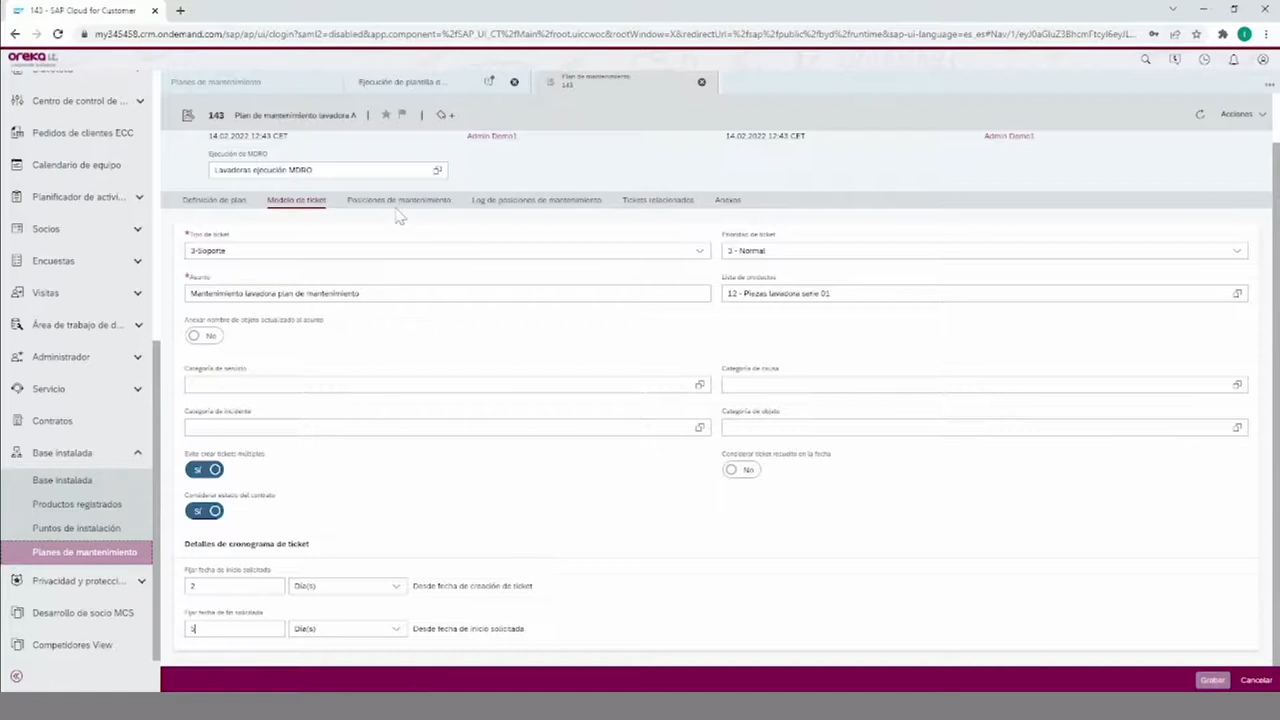 143 - SAP Cloud for Customer
my345458.crm.ondemand.com/sap/ap/ui/clogin?saml2=disabled&app.component=%2fSAP_UI_CT%2fMain%2froot.uiccwoc&rootWindow=X&redirectUrl=%2fsap%2fpublic%2fbyd%2fruntime&sap-ui-language=es_es#Nav/1/
oreka i.t.
Planes de mantenimiento
Ejecución de plantilla e...
Plan de mantenimiento
143
143 Plan de mantenimiento lavadora A
Acciones
14.02.2022 12:43 CET
Admin Demo1
14.02.2022 12:43 CET
Admin Demo1
Ejecución de MDRO
Lavadoras ejecución MDRO
Definición de plan
Modelo de ticket
Posiciones de mantenimiento
Log de posiciones de mantenimiento
Tickets relacionados
Anexos
*Tipo de ticket
3-Soporte
Prioridad de ticket
3 - Normal
*Asunto
Mantenimiento lavadora plan de mantenimiento
Lista de productos
12 - Piezas lavadora serie 01
Anexar nombre de objeto actualizado al asunto
No
Categoría de servicio
Categoría de causa
Categoría de incidente
Categoría de objeto
Evite crear tickets múltiples
Sí
Considerar ticket resuelto en la fecha
No
Considerar estado del contrato
Sí
Detalles de cronograma de ticket
Fijar fecha de inicio solicitada
2
Día(s)
Desde fecha de creación de ticket
Fijar fecha de fin solicitada
Día(s)
Desde fecha de inicio solicitada
Centro de control de ...
Pedidos de clientes ECC
Calendario de equipo
Planificador de activi...
Socios
Encuestas
Visitas
Área de trabajo de d...
Administrador
Servicio
Contratos
Base instalada
Base instalada
Productos registrados
Puntos de instalación
Planes de mantenimiento
Privacidad y protecci...
Desarrollo de socio MCS
Competidores View
Grabar
Cancelar